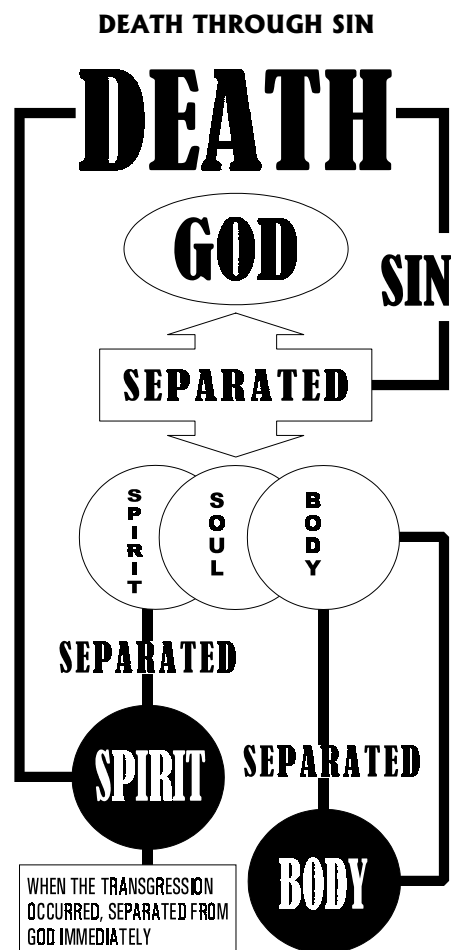 DEATH THROUGH SIN
DEATH
GOD
SIN
SEPARATED
SPIRIT
SOUL
BODY
SEPARATED
SEPARATED
SPIRIT
BODY
WHEN THE TRANSGRESSION
OCCURRED, SEPARATED FROM
GOD IMMEDIATELY